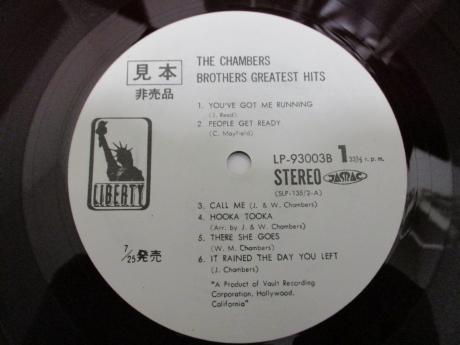 THE CHAMBERS
BROTHERS GREATEST HITS
見本
非売品
1. YOU'VE GOT ME RUNNING
(J. Reed)
2. PEOPLE GET READY
(C. Mayfield)
LIBERTY
LP-93003B 1 33⅓ r. p. m.
STEREO JASRAC
(SLP-135/2-A)
3. CALL ME (J. & W. Chambers)
4. HOOKA TOOKA
(Arr. by J. & W. Chambers)
5. THERE SHE GOES
(W. M. Chambers)
6. IT RAINED THE DAY YOU LEFT
(J. Chambers)
7/25発売
"A Product of Vault Recording
Corporation, Hollywood,
California"